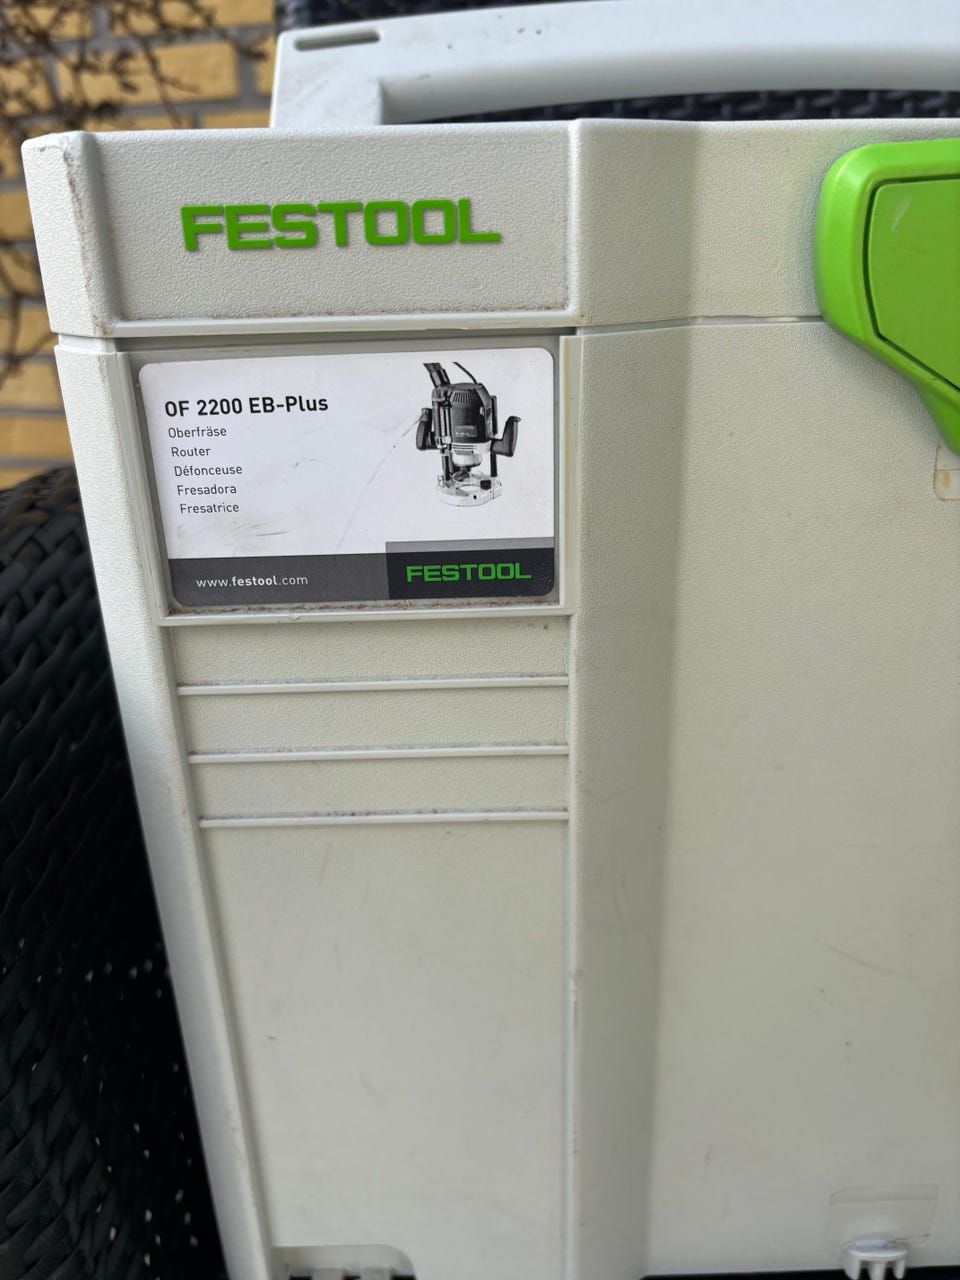 FESTOOL
OF 2200 EB-Plus
Oberfräse
Router
Défonceuse
Fresadora
Fresatrice
www.festool.com
FESTOOL